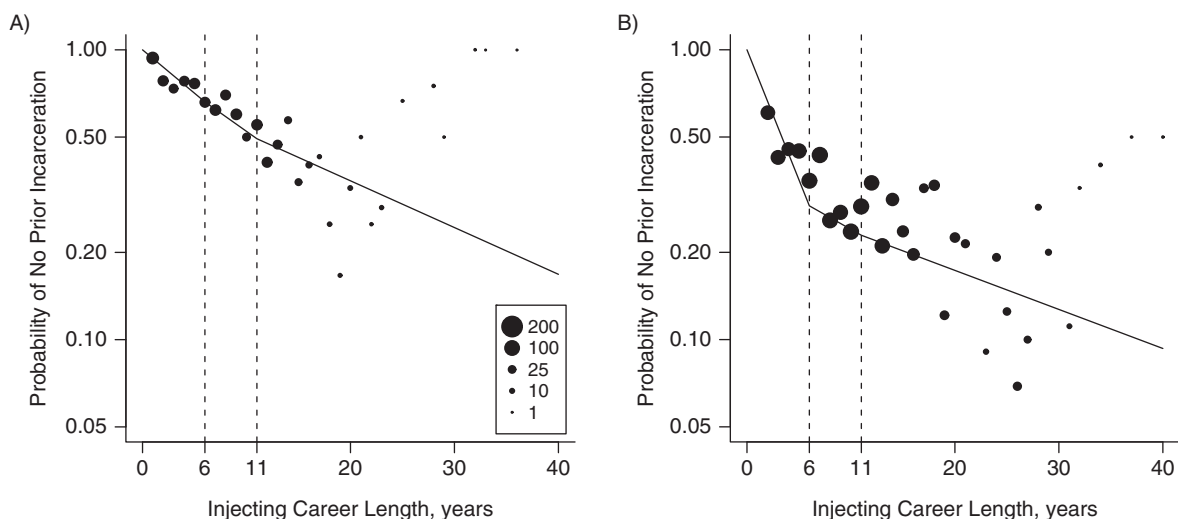 A)
Probability of No Prior Incarceration
1.00
0.50
0.20
0.10
0.05
200
100
25
10
1
0 6 11 20 30 40
Injecting Career Length, years
B)
Probability of No Prior Incarceration
1.00
0.50
0.20
0.10
0.05
0 6 11 20 30 40
Injecting Career Length, years